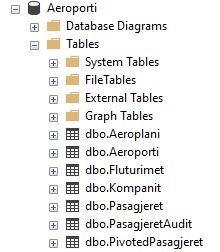 Aeroporti
Database Diagrams
Tables
System Tables
FileTables
External Tables
Graph Tables
dbo.Aeroplani
dbo.Aeroporti
dbo.Fluturimet
dbo.Kompanit
dbo.Pasagjeret
dbo.PasagjeretAudit
dbo.PivotedPasagjeret